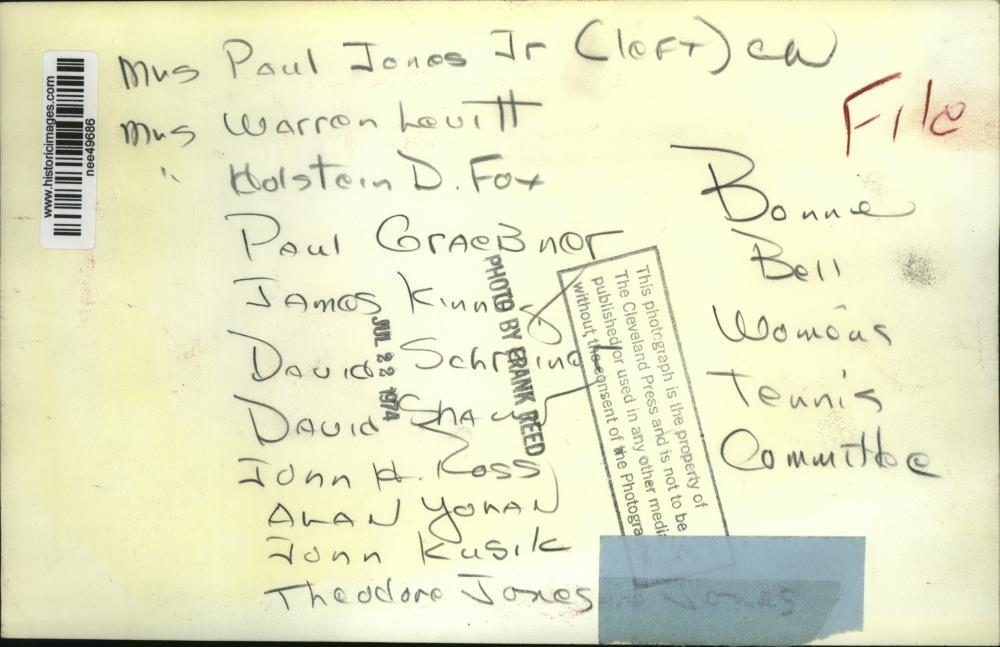 Mrs Paul Jones Jr (left) CW
Mrs Warren Levitt
" Holstein D. Fox
Paul Graebner
James Kinney
David
David Shaw
John H. Ross
Alan Yoran
John Kusik
Theodore Jones
Jones
File
Bonne
Bell
Womens
Tennis
Committee
PHOTO BY FRANK REED
JUL 22 1974
This photograph is the property of
The Cleveland Press and is not to be
published or used in any other media
without the consent of the
www.historicimages.com
nee49686